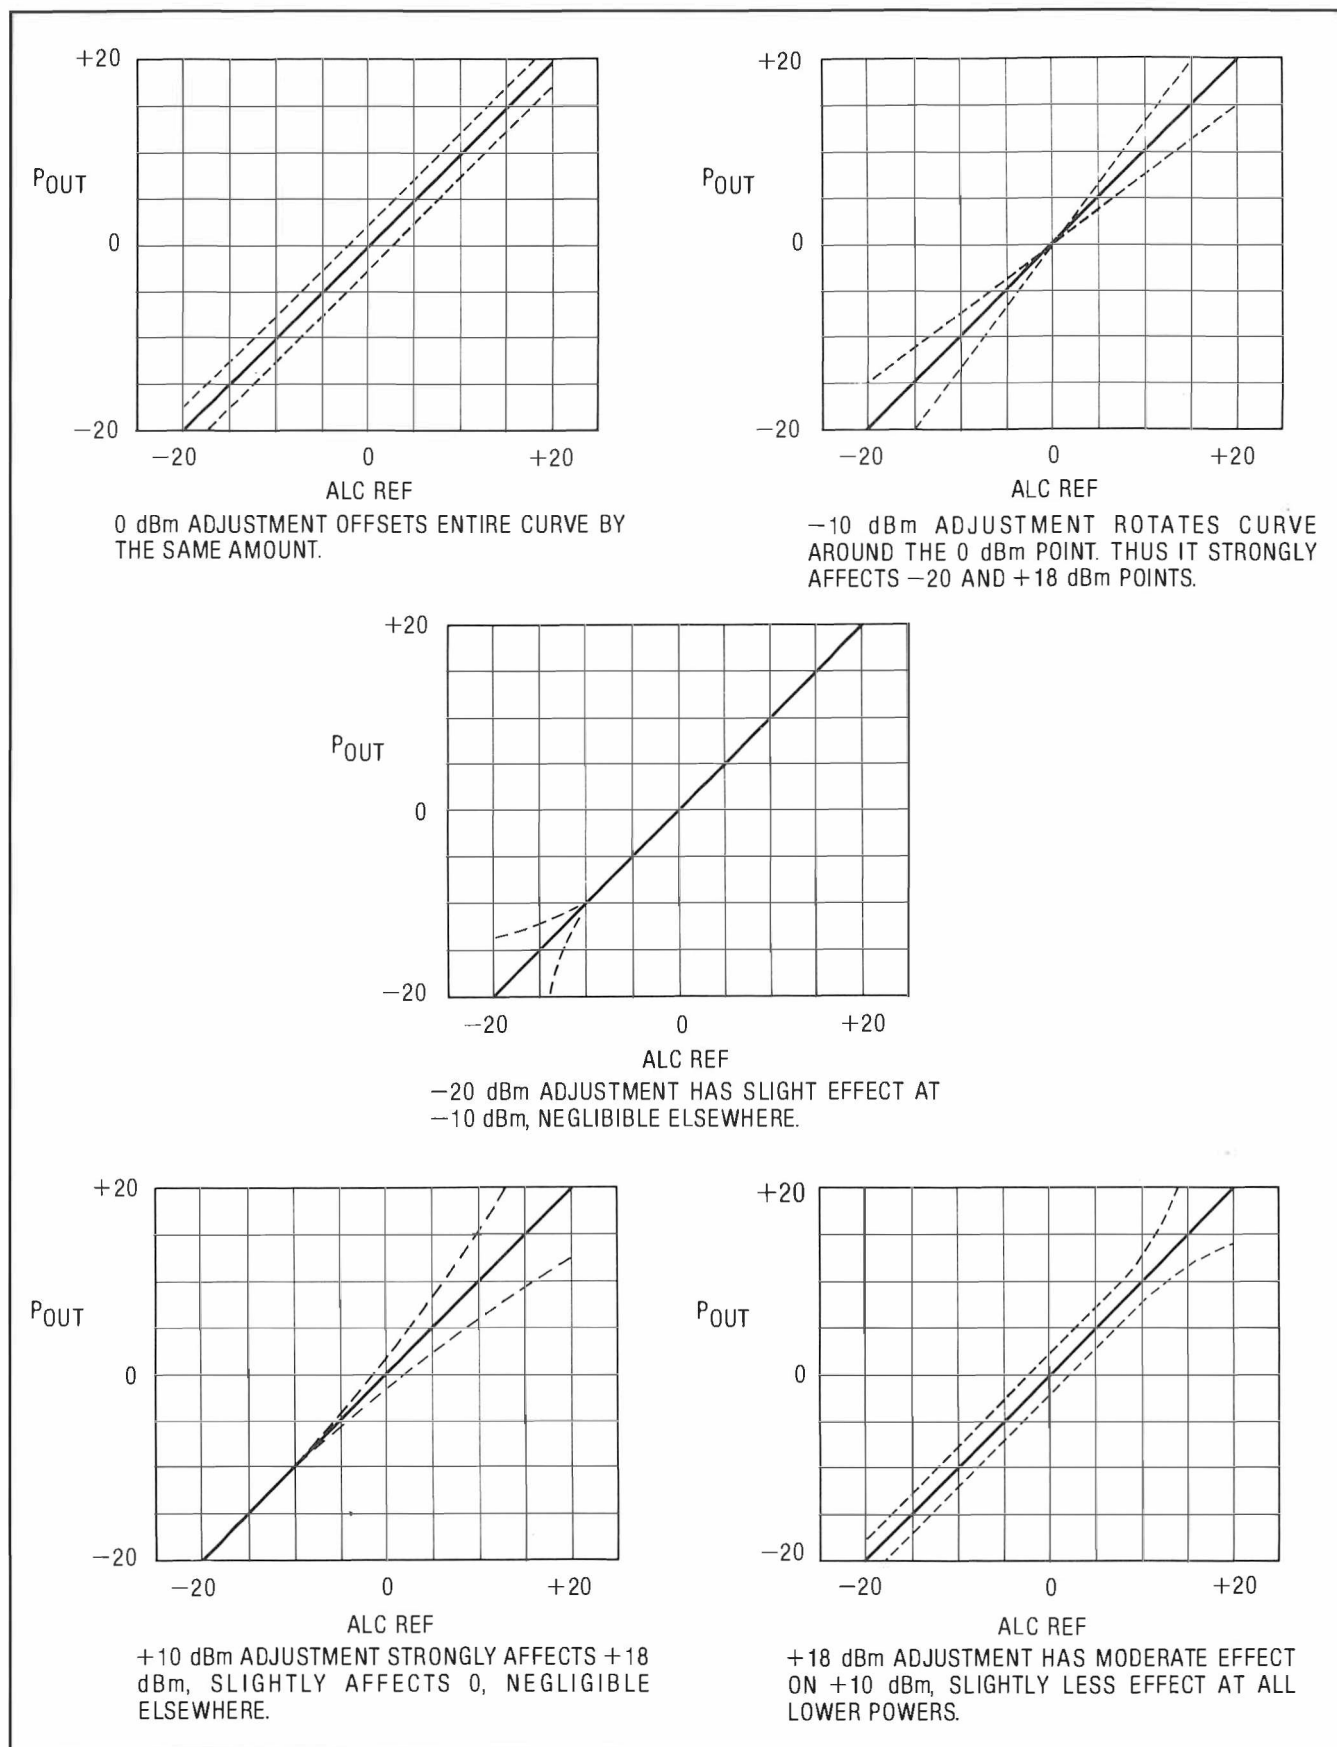 +20
POUT
0
−20
−20 0 +20
ALC REF
0 dBm ADJUSTMENT OFFSETS ENTIRE CURVE BY
THE SAME AMOUNT.
+20
POUT
0
−20
−20 0 +20
ALC REF
−10 dBm ADJUSTMENT ROTATES CURVE
AROUND THE 0 dBm POINT. THUS IT STRONGLY
AFFECTS −20 AND +18 dBm POINTS.
+20
POUT
0
−20
−20 0 +20
ALC REF
−20 dBm ADJUSTMENT HAS SLIGHT EFFECT AT
−10 dBm, NEGLIBIBLE ELSEWHERE.
+20
POUT
0
−20
−20 0 +20
ALC REF
+10 dBm ADJUSTMENT STRONGLY AFFECTS +18
dBm, SLIGHTLY AFFECTS 0, NEGLIGIBLE
ELSEWHERE.
+20
POUT
0
−20
−20 0 +20
ALC REF
+18 dBm ADJUSTMENT HAS MODERATE EFFECT
ON +10 dBm, SLIGHTLY LESS EFFECT AT ALL
LOWER POWERS.